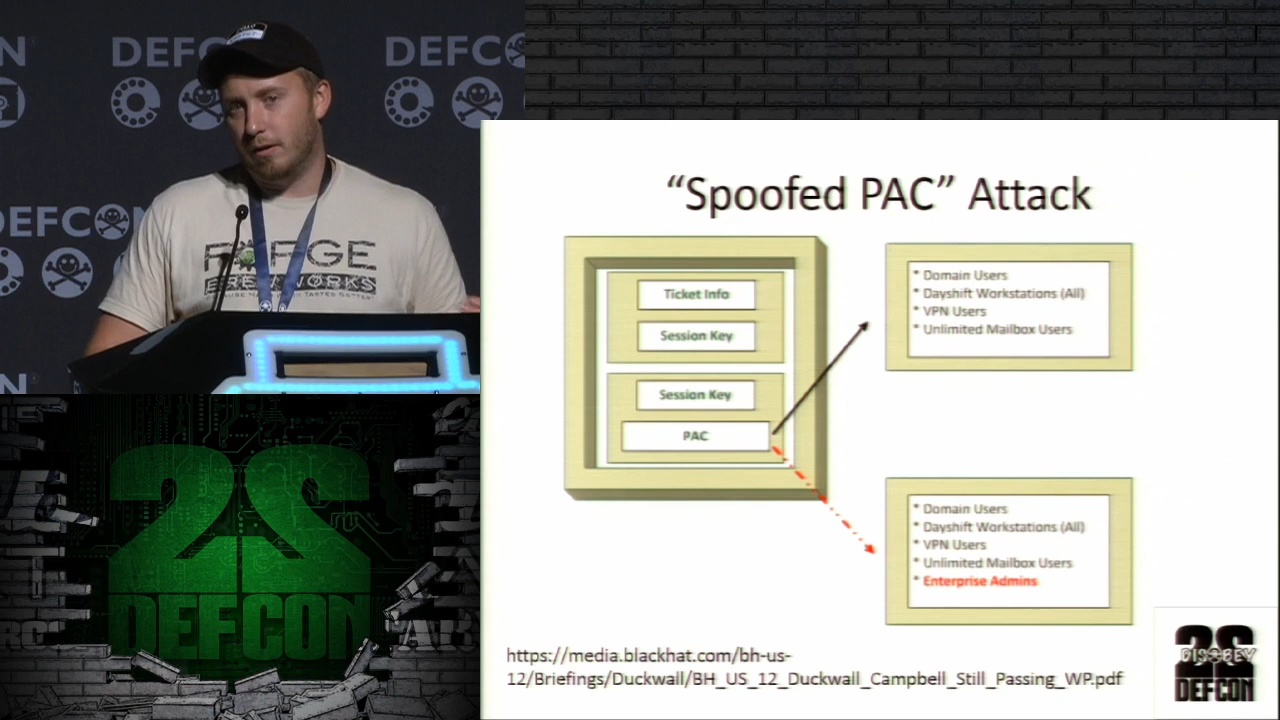 DEFCON
DEFCON
DEFCON
FORGE
BREWORKS
"Spoofed PAC" Attack
Ticket Info
Session Key
Session Key
PAC
* Domain Users
* Dayshift Workstations (All)
* VPN Users
* Unlimited Mailbox Users
* Domain Users
* Dayshift Workstations (All)
* VPN Users
* Unlimited Mailbox Users
* Enterprise Admins
https://media.blackhat.com/bh-us-
12/Briefings/Duckwall/BH_US_12_Duckwall_Campbell_Still_Passing_WP.pdf
22
DEFCON
DISOBEY
DEFCON